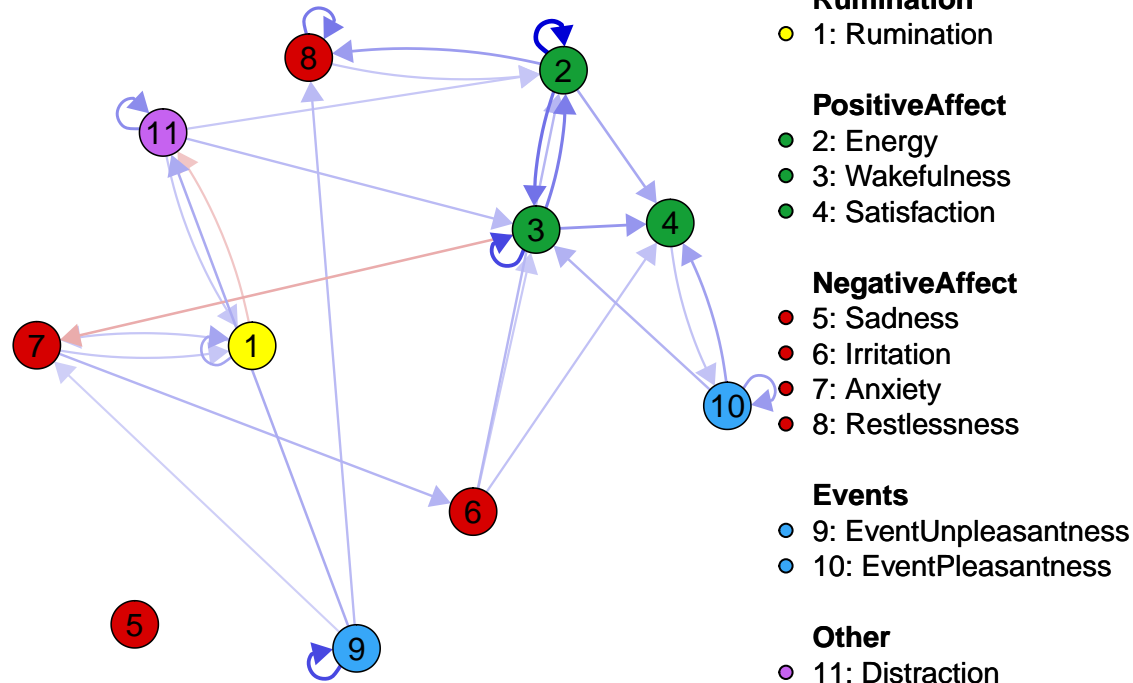 Rumination
1: Rumination
PositiveAffect
2: Energy
3: Wakefulness
4: Satisfaction
NegativeAffect
5: Sadness
6: Irritation
7: Anxiety
8: Restlessness
Events
9: EventUnpleasantness
10: EventPleasantness
Other
11: Distraction
8
2
11
3
4
7
1
10
6
5
9